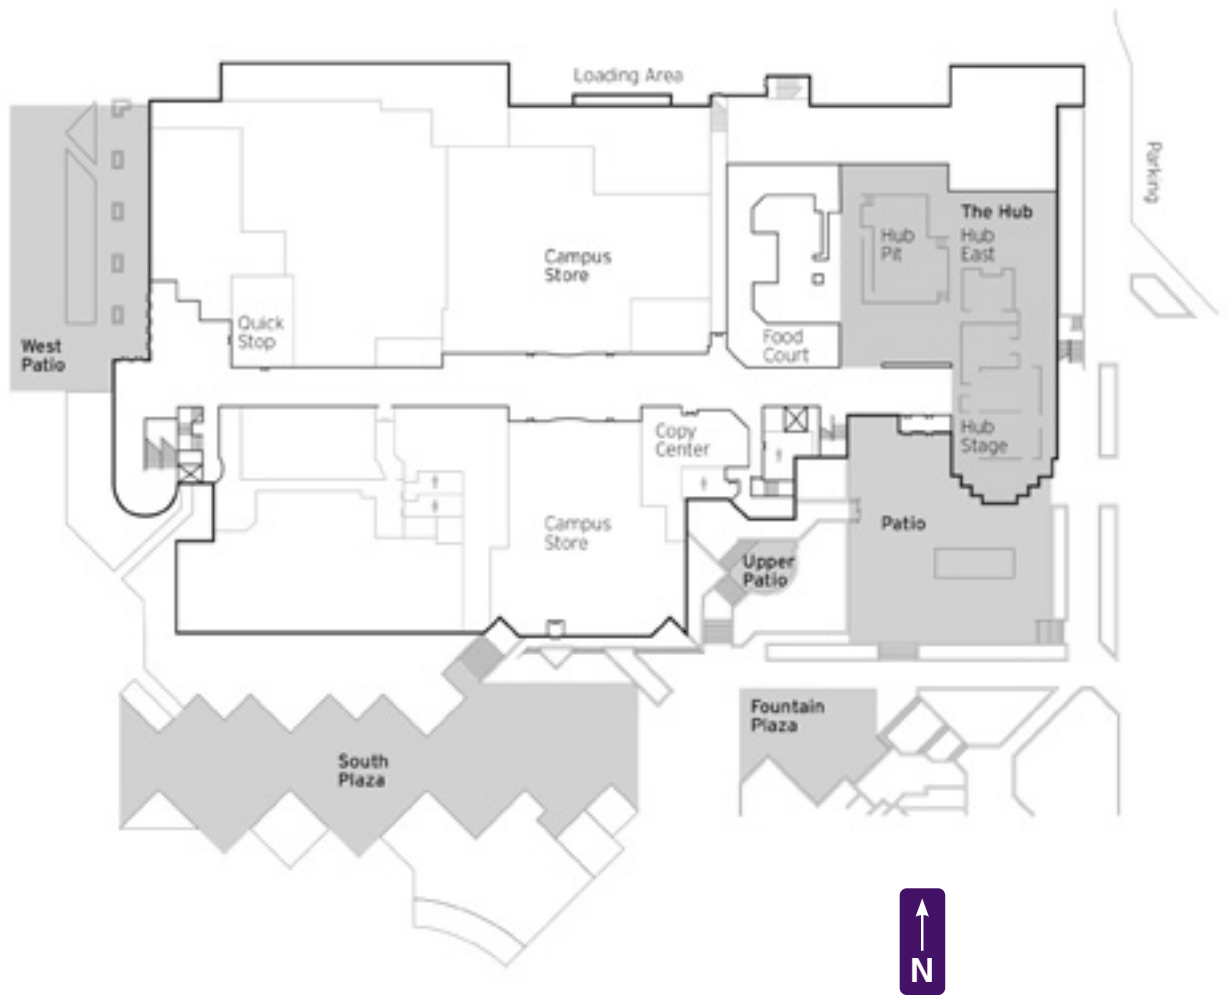 Loading Area
Parking
The Hub
Hub
Pit
Hub
East
Campus
Store
Quick
Stop
Food
Court
West
Patio
Copy
Center
Hub
Stage
Campus
Store
Patio
Upper
Patio
Fountain
Plaza
South
Plaza
N